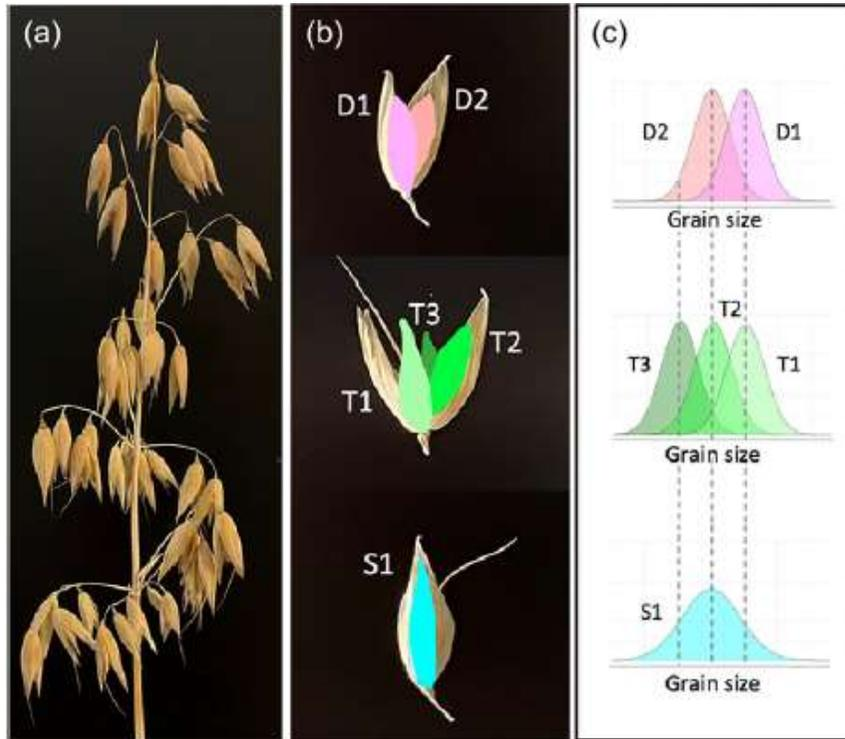 (a)
(b)
D1
D2
T3
T2
T1
S1
(c)
D2
D1
Grain size
T2
T3
T1
Grain size
S1
Grain size